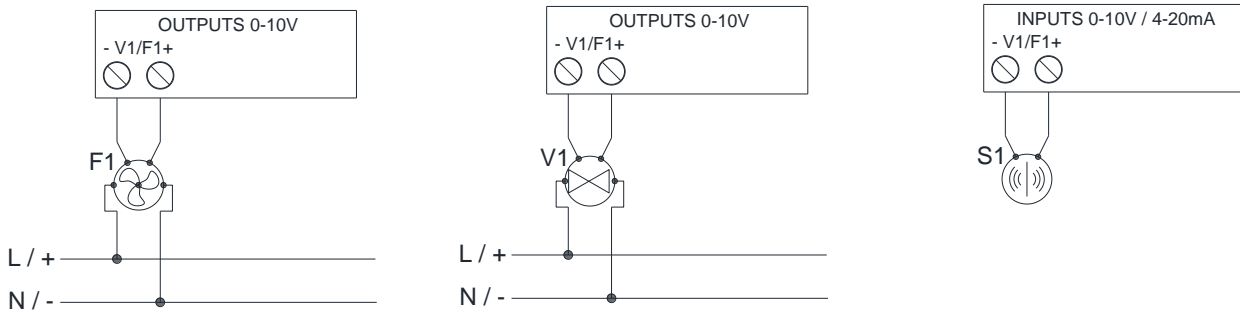 OUTPUTS 0-10V
- V1/F1+
F1
L / +
N / -
OUTPUTS 0-10V
- V1/F1+
V1
L / +
N / -
INPUTS 0-10V / 4-20mA
- V1/F1+
S1